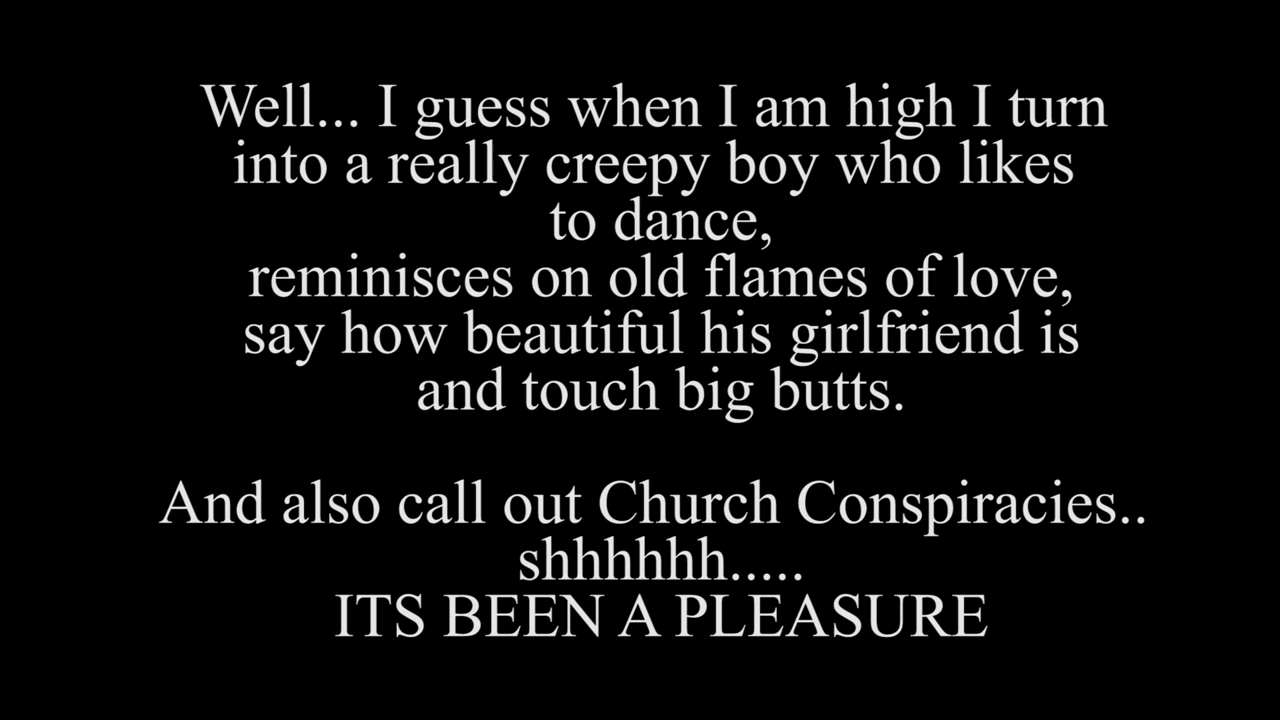 Well... I guess when I am high I turn
into a really creepy boy who likes
to dance,
reminisces on old flames of love,
say how beautiful his girlfriend is
and touch big butts.
And also call out Church Conspiracies..
shhhhhh.....
ITS BEEN A PLEASURE